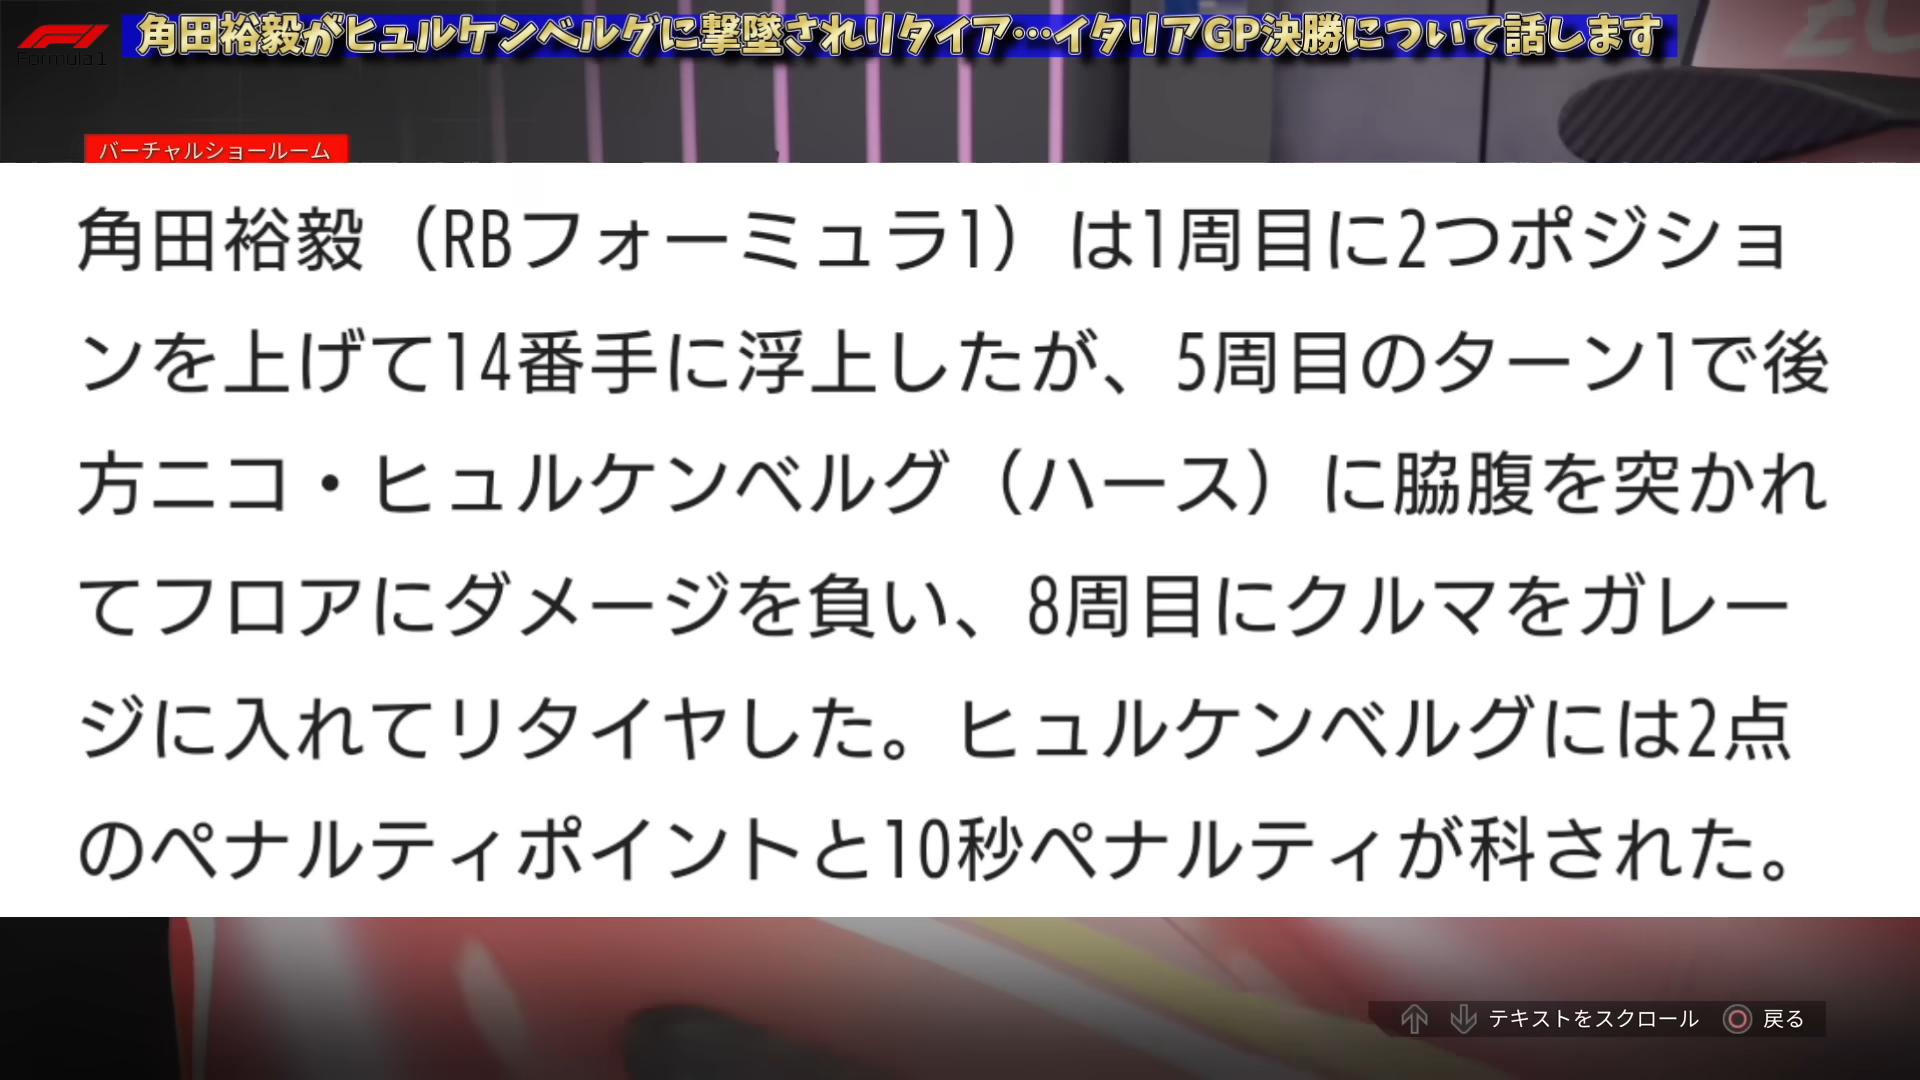 角田裕毅がヒュルケンベルグに撃墜されリタイア…イタリアGP決勝について話します
Formula 1
バーチャルショールーム
角田裕毅（RBフォーミュラ1）は1周目に2つポジショ
ンを上げて14番手に浮上したが、5周目のターン1で後
方ニコ・ヒュルケンベルグ（ハース）に脇腹を突かれ
てフロアにダメージを負い、8周目にクルマをガレー
ジに入れてリタイヤした。ヒュルケンベルグには2点
のペナルティポイントと10秒ペナルティが科された。
テキストをスクロール 戻る